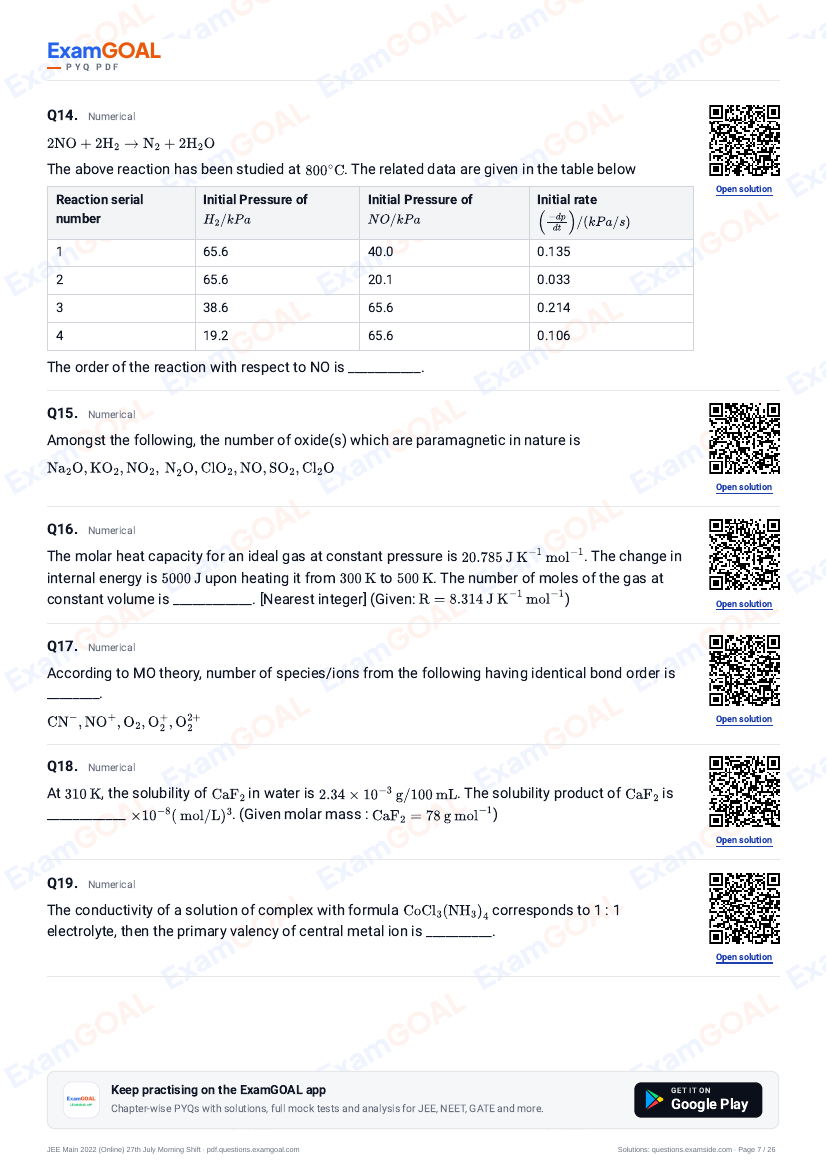 ExamGOAL
PYQ PDF
Q14. Numerical
2NO + 2H₂ → N₂ + 2H₂O
The above reaction has been studied at 800°C. The related data are given in the table below
Reaction serial number | Initial Pressure of H₂/kPa | Initial Pressure of NO/kPa | Initial rate (−dp/dt)/(kPa/s)
1 | 65.6 | 40.0 | 0.135
2 | 65.6 | 20.1 | 0.033
3 | 38.6 | 65.6 | 0.214
4 | 19.2 | 65.6 | 0.106
The order of the reaction with respect to NO is ___________.
Open solution
Q15. Numerical
Amongst the following, the number of oxide(s) which are paramagnetic in nature is
Na₂O, KO₂, NO₂, N₂O, ClO₂, NO, SO₂, Cl₂O
Open solution
Q16. Numerical
The molar heat capacity for an ideal gas at constant pressure is 20.785 J K⁻¹ mol⁻¹. The change in
internal energy is 5000 J upon heating it from 300 K to 500 K. The number of moles of the gas at
constant volume is ____________. [Nearest integer] (Given: R = 8.314 J K⁻¹ mol⁻¹)
Open solution
Q17. Numerical
According to MO theory, number of species/ions from the following having identical bond order is
________.
CN⁻, NO⁺, O₂, O₂⁺, O₂²⁺
Open solution
Q18. Numerical
At 310 K, the solubility of CaF₂ in water is 2.34 × 10⁻³ g/100 mL. The solubility product of CaF₂ is
____________ ×10⁻⁸( mol/L)³. (Given molar mass : CaF₂ = 78 g mol⁻¹)
Open solution
Q19. Numerical
The conductivity of a solution of complex with formula CoCl₃(NH₃)₄ corresponds to 1 : 1
electrolyte, then the primary valency of central metal ion is __________.
Open solution
ExamGOAL
Keep practising on the ExamGOAL app
Chapter-wise PYQs with solutions, full mock tests and analysis for JEE, NEET, GATE and more.
GET IT ON
Google Play
JEE Main 2022 (Online) 27th July Morning Shift · pdf.questions.examgoal.com
Solutions: questions.examside.com · Page 7 / 26